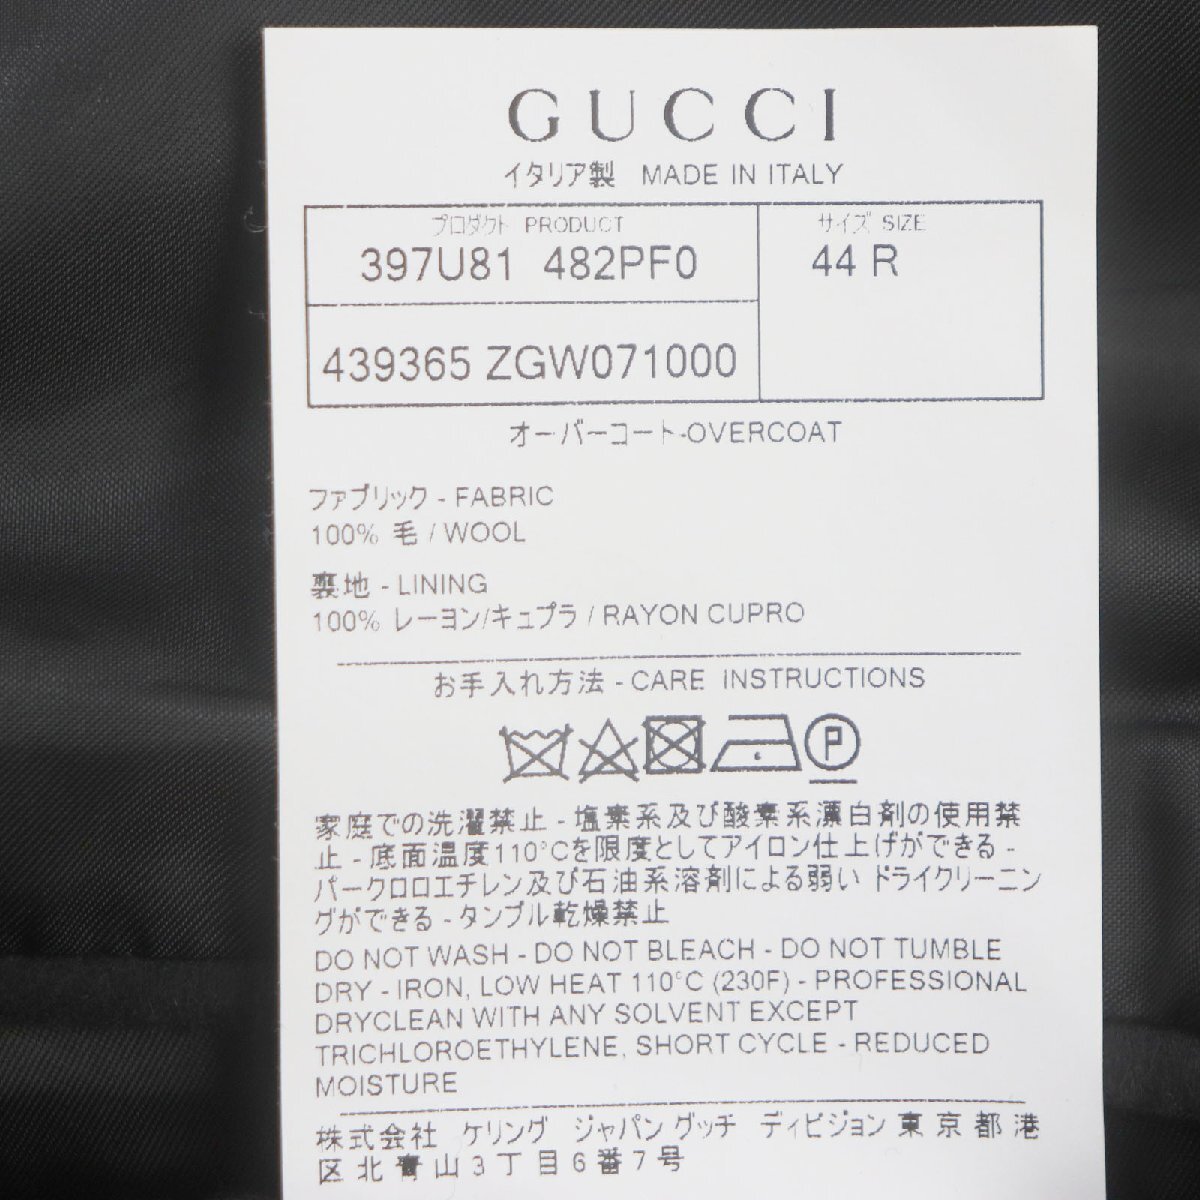 GUCCI
イタリア製 MADE IN ITALY
プロダクト PRODUCT
397U81 482PF0
サイズ SIZE
44 R
439365 ZGW071000
オーバーコート-OVERCOAT
ファブリック - FABRIC
100% 毛 / WOOL
裏地 - LINING
100% レーヨン/キュプラ / RAYON CUPRO
お手入れ方法 - CARE INSTRUCTIONS
P
家庭での洗濯禁止 - 塩素系及び酸素系漂白剤の使用禁
止 - 底面温度110°Cを限度としてアイロン仕上げができる -
パークロロエチレン及び石油系溶剤による弱い ドライクリーニン
グができる - タンブル乾燥禁止
DO NOT WASH - DO NOT BLEACH - DO NOT TUMBLE
DRY - IRON, LOW HEAT 110°C (230F) - PROFESSIONAL
DRYCLEAN WITH ANY SOLVENT EXCEPT
TRICHLOROETHYLENE, SHORT CYCLE - REDUCED
MOISTURE
株式会社 ケリング ジャパン グッチ ディビジョン 東京都港
区北青山3丁目6番7号